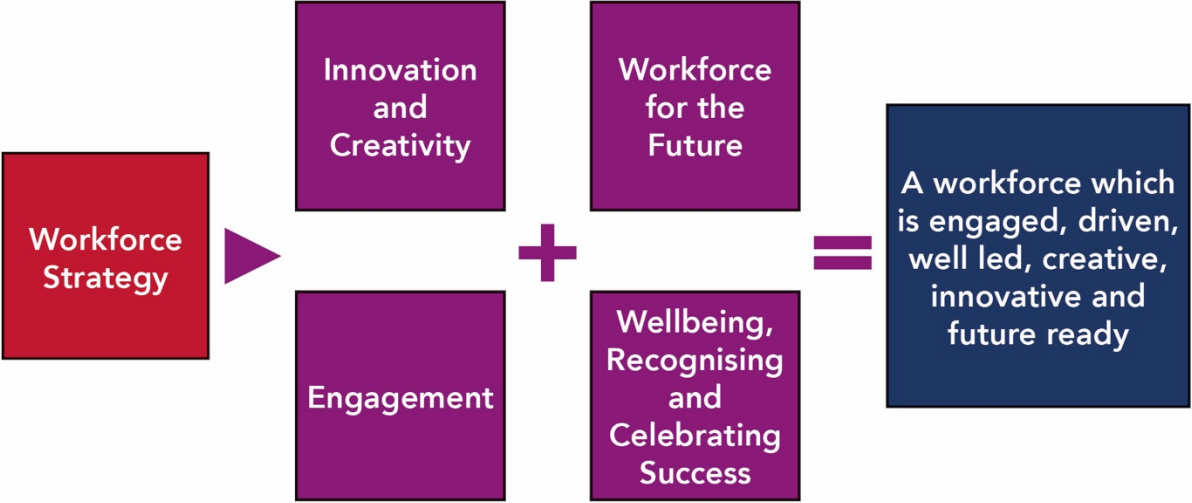 Workforce
Strategy
Innovation
and
Creativity
Engagement
Workforce
for the
Future
Wellbeing,
Recognising
and
Celebrating
Success
A workforce which
is engaged, driven,
well led, creative,
innovative and
future ready